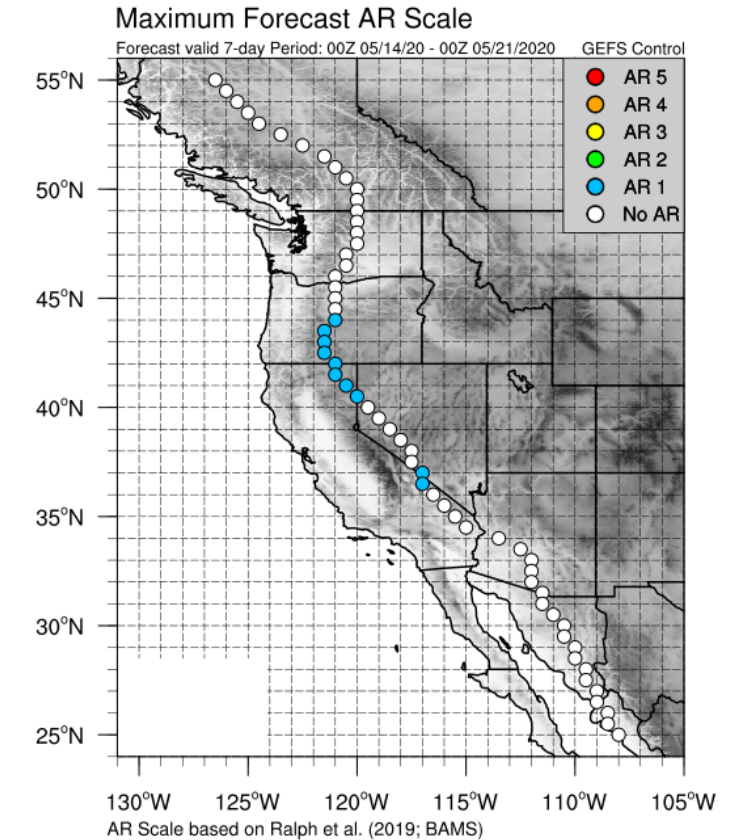 Maximum Forecast AR Scale
Forecast valid 7-day Period: 00Z 05/14/20 - 00Z 05/21/2020 GEFS Control
AR 5
AR 4
AR 3
AR 2
AR 1
No AR
55°N
50°N
45°N
40°N
35°N
30°N
25°N
130°W 125°W 120°W 115°W 110°W 105°W
AR Scale based on Ralph et al. (2019; BAMS)